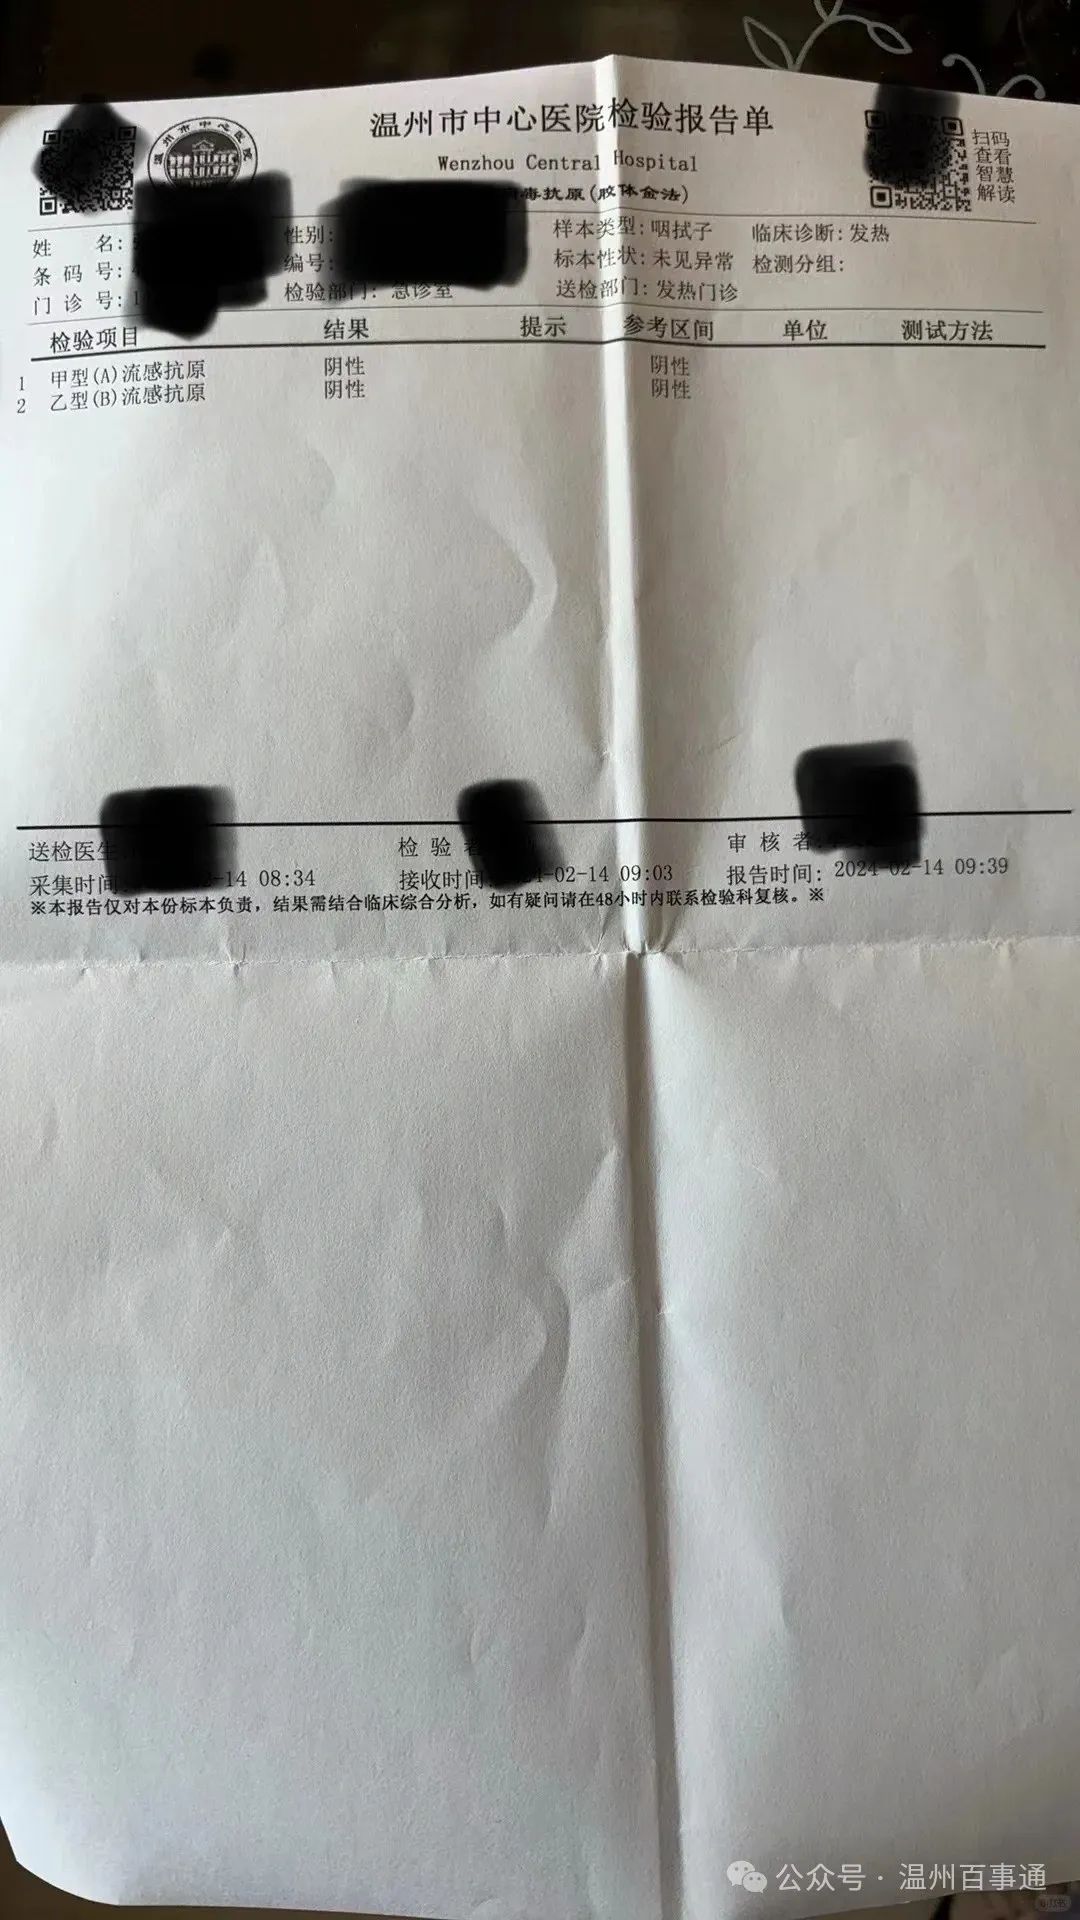 温州市中心医院检验报告单
Wenzhou Central Hospital
毒抗原(胶体金法)
扫码
查看
智慧
解读
温州市中心医院
姓 名: 性别: 样本类型:咽拭子 临床诊断:发热
条 码 号: 编号: 标本性状:未见异常 检测分组:
门 诊 号:1 检验部门: 急诊室 送检部门:发热门诊
检验项目 结果 提示 参考区间 单位 测试方法
1 甲型(A)流感抗原 阴性 阴性
2 乙型(B)流感抗原 阴性 阴性
送检医生: 检 验 者 审 核 者:
采集时间: -14 08:34 接收时间: 24-02-14 09:03 报告时间: 2024-02-14 09:39
※本报告仅对本份标本负责，结果需结合临床综合分析，如有疑问请在48小时内联系检验科复核。※
公众号·温州百事通